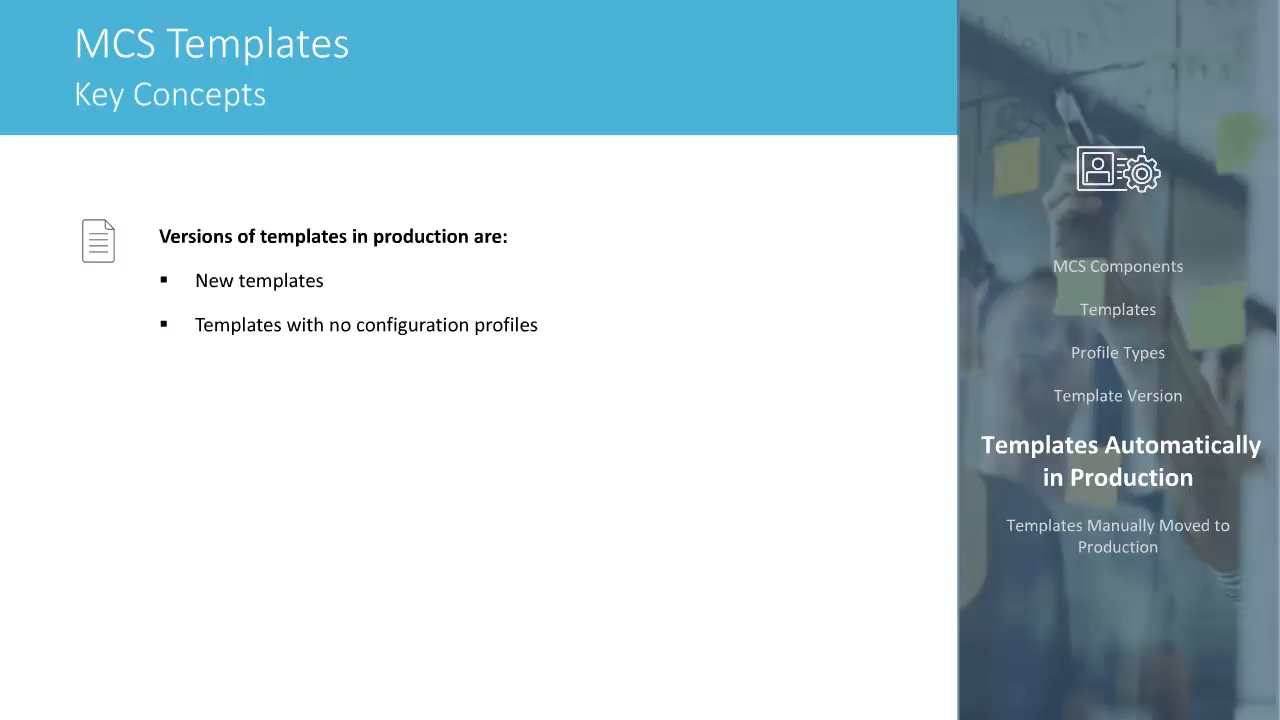 MCS Templates
Key Concepts
Versions of templates in production are:
▪ New templates
▪ Templates with no configuration profiles
MCS Components
Templates
Profile Types
Template Version
Templates Automatically
in Production
Templates Manually Moved to
Production